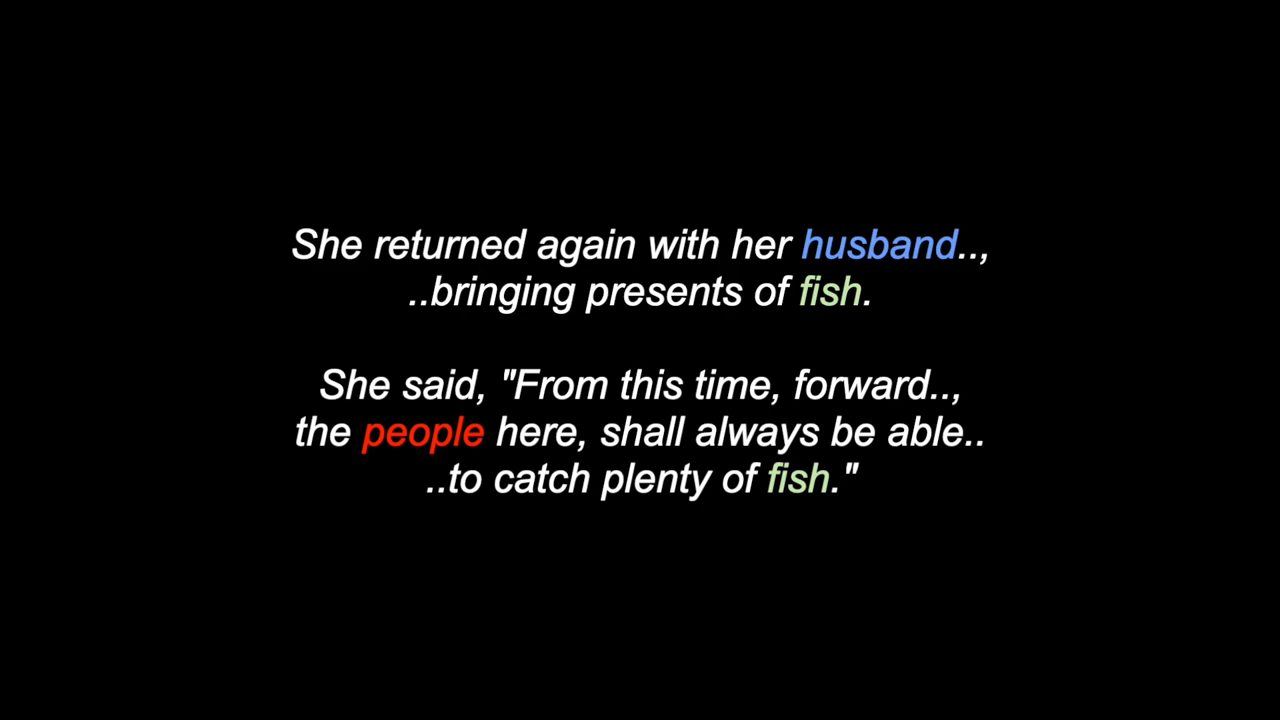 She returned again with her husband..,
..bringing presents of fish.
She said, "From this time, forward..,
the people here, shall always be able..
..to catch plenty of fish."